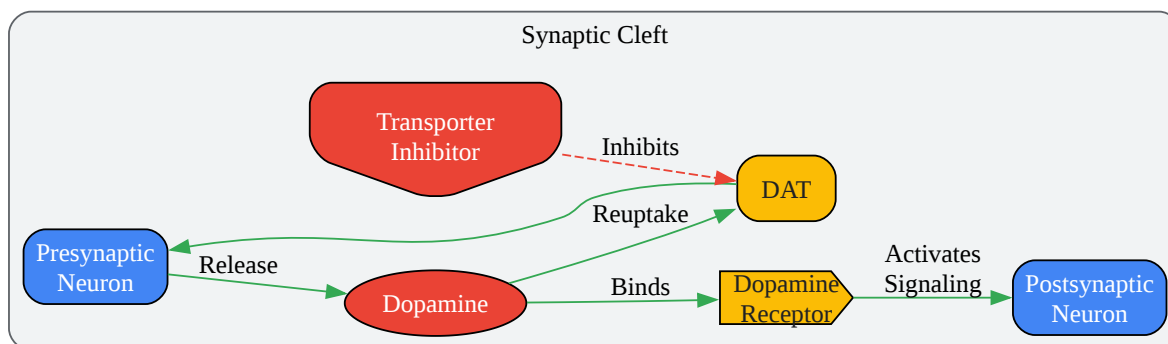 Synaptic Cleft
Transporter
Inhibitor
Inhibits
DAT
Reuptake
Presynaptic
Neuron
Release
Dopamine
Binds
Dopamine
Receptor
Activates
Signaling
Postsynaptic
Neuron